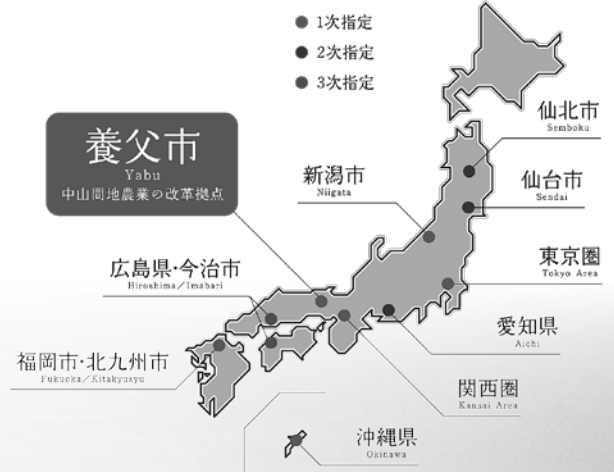 1次指定
2次指定
3次指定
養父市
Yabu
中山間地農業の改革拠点
仙北市
Semboku
新潟市
Niigata
仙台市
Sendai
広島県・今治市
Hiroshima／Imabari
東京圏
Tokyo Area
愛知県
Aichi
福岡市・北九州市
Fukuoka／Kitakyusyu
関西圏
Kansai Area
沖縄県
Okinawa